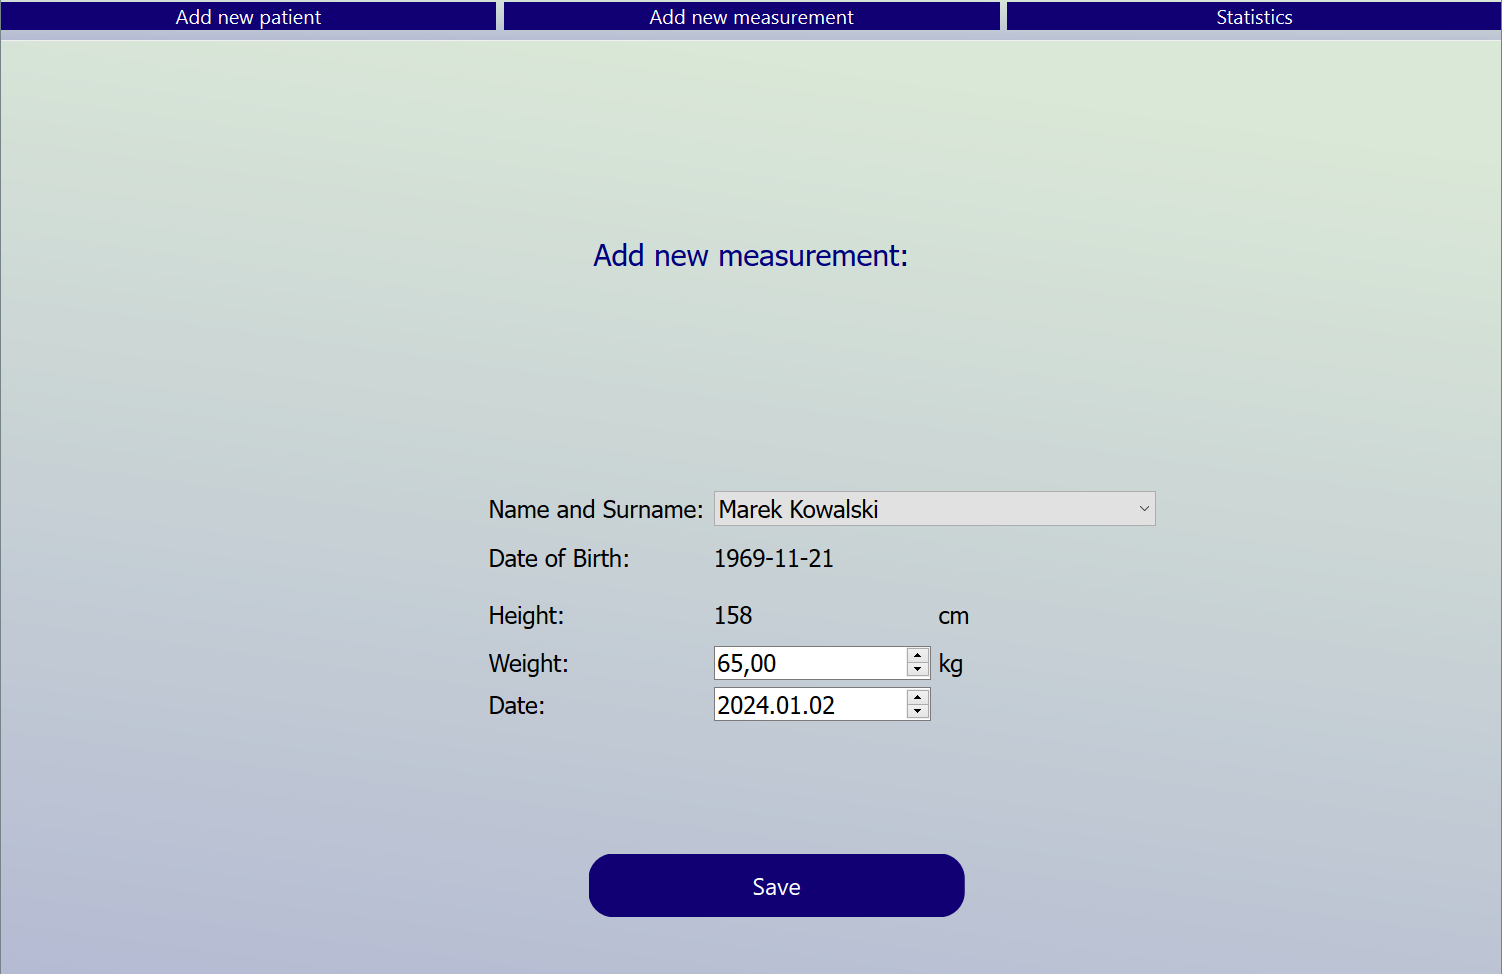 Add new patient Add new measurement Statistics
Add new measurement:
Name and Surname: Marek Kowalski
Date of Birth: 1969-11-21
Height: 158 cm
Weight: 65,00 kg
Date: 2024.01.02
Save